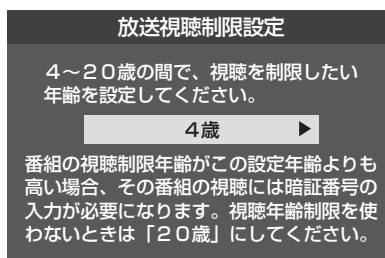 放送視聴制限設定
4～20歳の間で、視聴を制限したい
年齢を設定してください。
4歳 ▶
番組の視聴制限年齢がこの設定年齢よりも
高い場合、その番組の視聴には暗証番号の
入力が必要になります。視聴年齢制限を使
わないときは「20歳」にしてください。